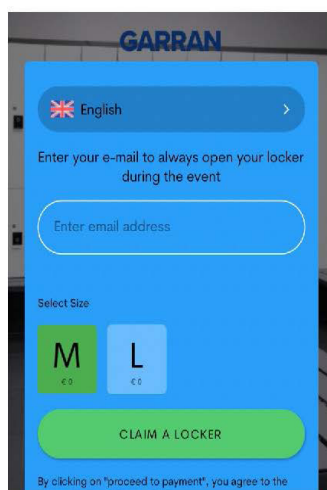 GARRAN
English
Enter your e-mail to always open your locker
during the event
Enter email address
Select Size
M
€0
L
€0
CLAIM A LOCKER
By clicking on "proceed to payment", you agree to the